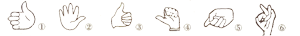 ① ② ③ ④ ⑤ ⑥